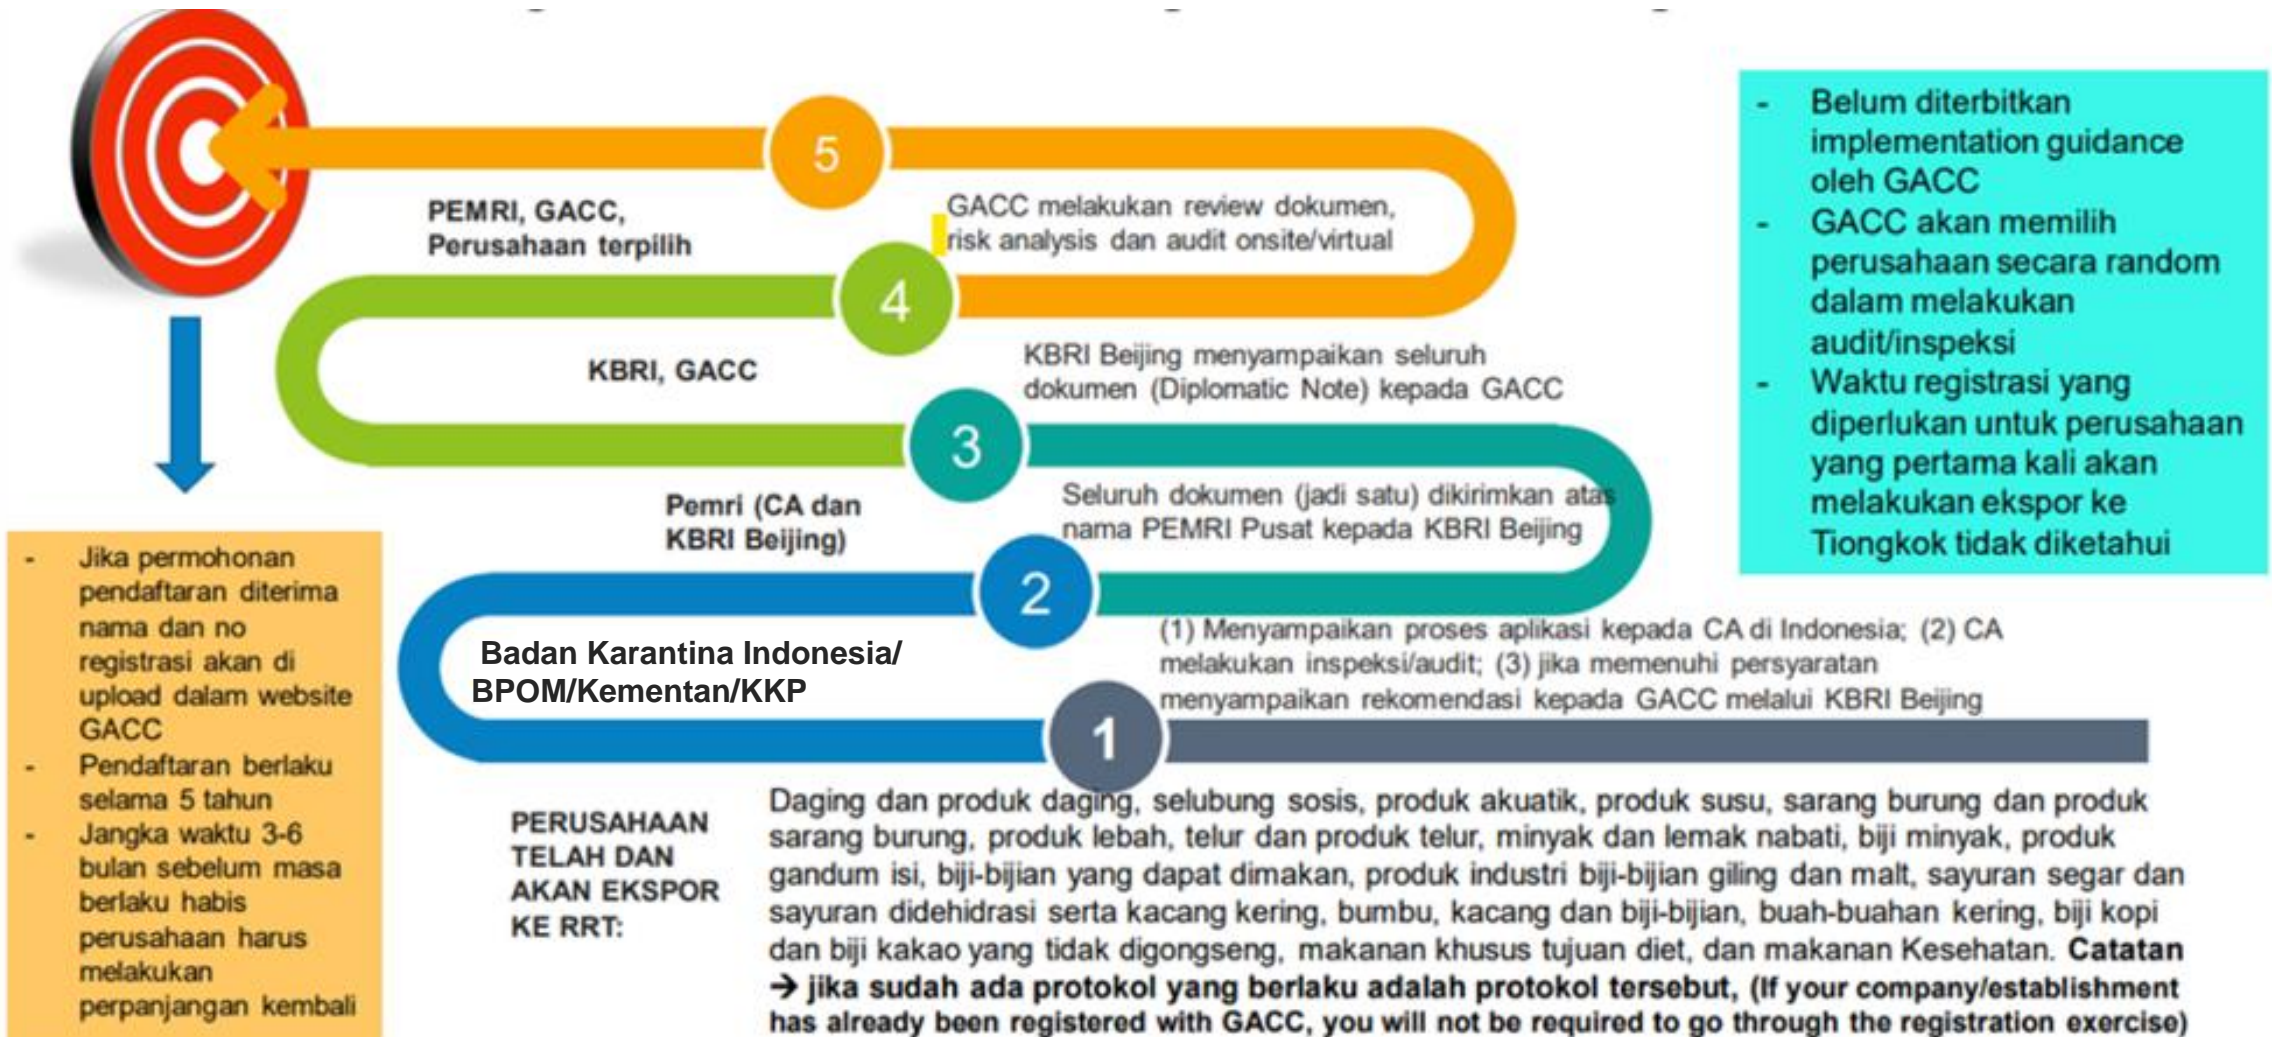 5
PEMRI, GACC,
Perusahaan terpilih
GACC melakukan review dokumen,
risk analysis dan audit onsite/virtual
4
KBRI, GACC
KBRI Beijing menyampaikan seluruh
dokumen (Diplomatic Note) kepada GACC
3
Pemri (CA dan
KBRI Beijing)
Seluruh dokumen (jadi satu) dikirimkan atas
nama PEMRI Pusat kepada KBRI Beijing
2
Badan Karantina Indonesia/
BPOM/Kementan/KKP
(1) Menyampaikan proses aplikasi kepada CA di Indonesia; (2) CA
melakukan inspeksi/audit; (3) jika memenuhi persyaratan
menyampaikan rekomendasi kepada GACC melalui KBRI Beijing
1
PERUSAHAAN
TELAH DAN
AKAN EKSPOR
KE RRT:
Daging dan produk daging, selubung sosis, produk akuatik, produk susu, sarang burung dan produk
sarang burung, produk lebah, telur dan produk telur, minyak dan lemak nabati, biji minyak, produk
gandum isi, biji-bijian yang dapat dimakan, produk industri biji-bijian giling dan malt, sayuran segar dan
sayuran didehidrasi serta kacang kering, bumbu, kacang dan biji-bijian, buah-buahan kering, biji kopi
dan biji kakao yang tidak digongseng, makanan khusus tujuan diet, dan makanan Kesehatan. Catatan
→ jika sudah ada protokol yang berlaku adalah protokol tersebut, (If your company/establishment
has already been registered with GACC, you will not be required to go through the registration exercise)
- Belum diterbitkan
implementation guidance
oleh GACC
- GACC akan memilih
perusahaan secara random
dalam melakukan
audit/inspeksi
- Waktu registrasi yang
diperlukan untuk perusahaan
yang pertama kali akan
melakukan ekspor ke
Tiongkok tidak diketahui
- Jika permohonan
pendaftaran diterima
nama dan no
registrasi akan di
upload dalam website
GACC
- Pendaftaran berlaku
selama 5 tahun
- Jangka waktu 3-6
bulan sebelum masa
berlaku habis
perusahaan harus
melakukan
perpanjangan kembali